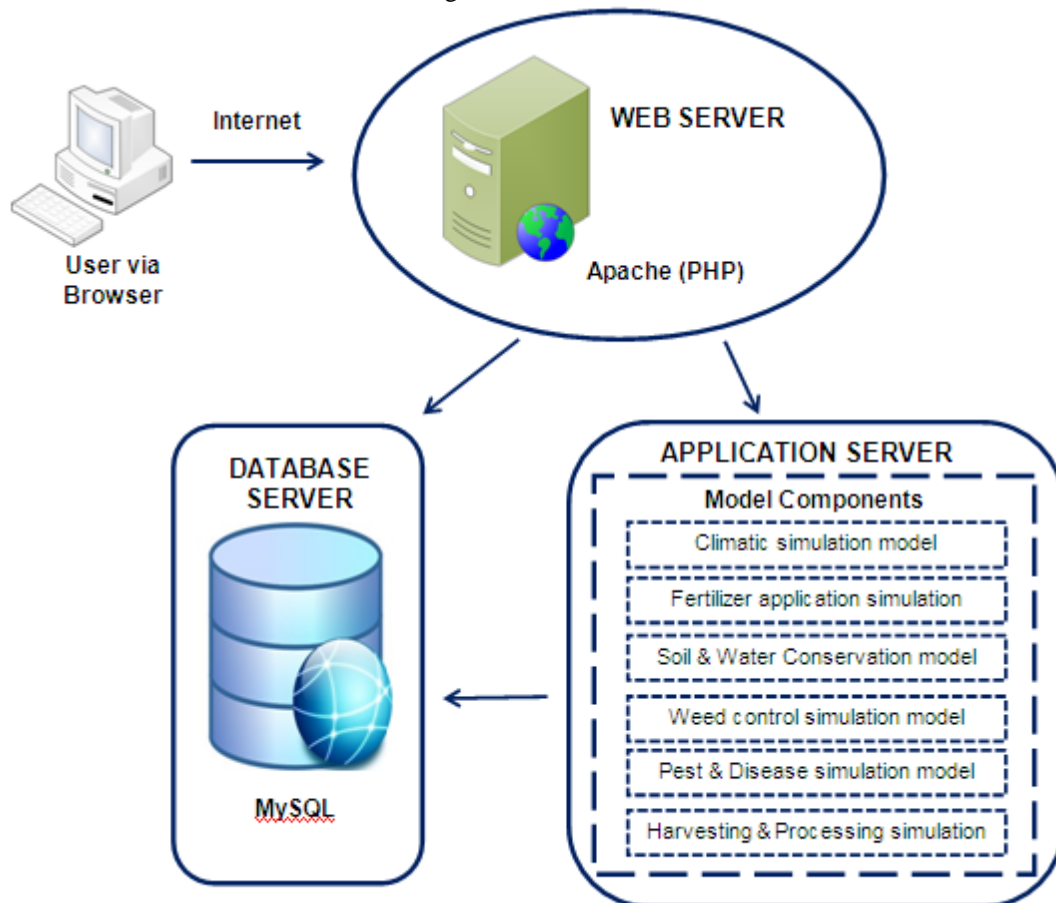 Internet
WEB SERVER
User via
Browser
Apache (PHP)
DATABASE
SERVER
MySQL
APPLICATION SERVER
Model Components
Climatic simulation model
Fertilizer application simulation
Soil & Water Conservation model
Weed control simulation model
Pest & Disease simulation model
Harvesting & Processing simulation